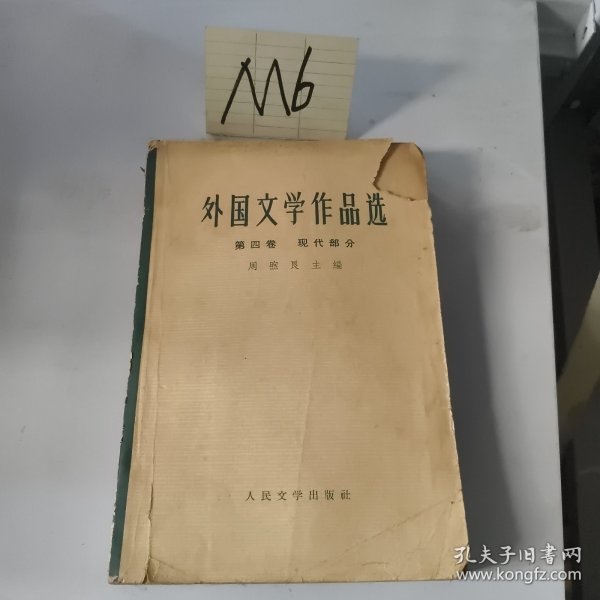 M6
外国文学作品选
第四卷 现代部分
周煦良主编
人民文学出版社
孔夫子旧书网
www.kongfz.com